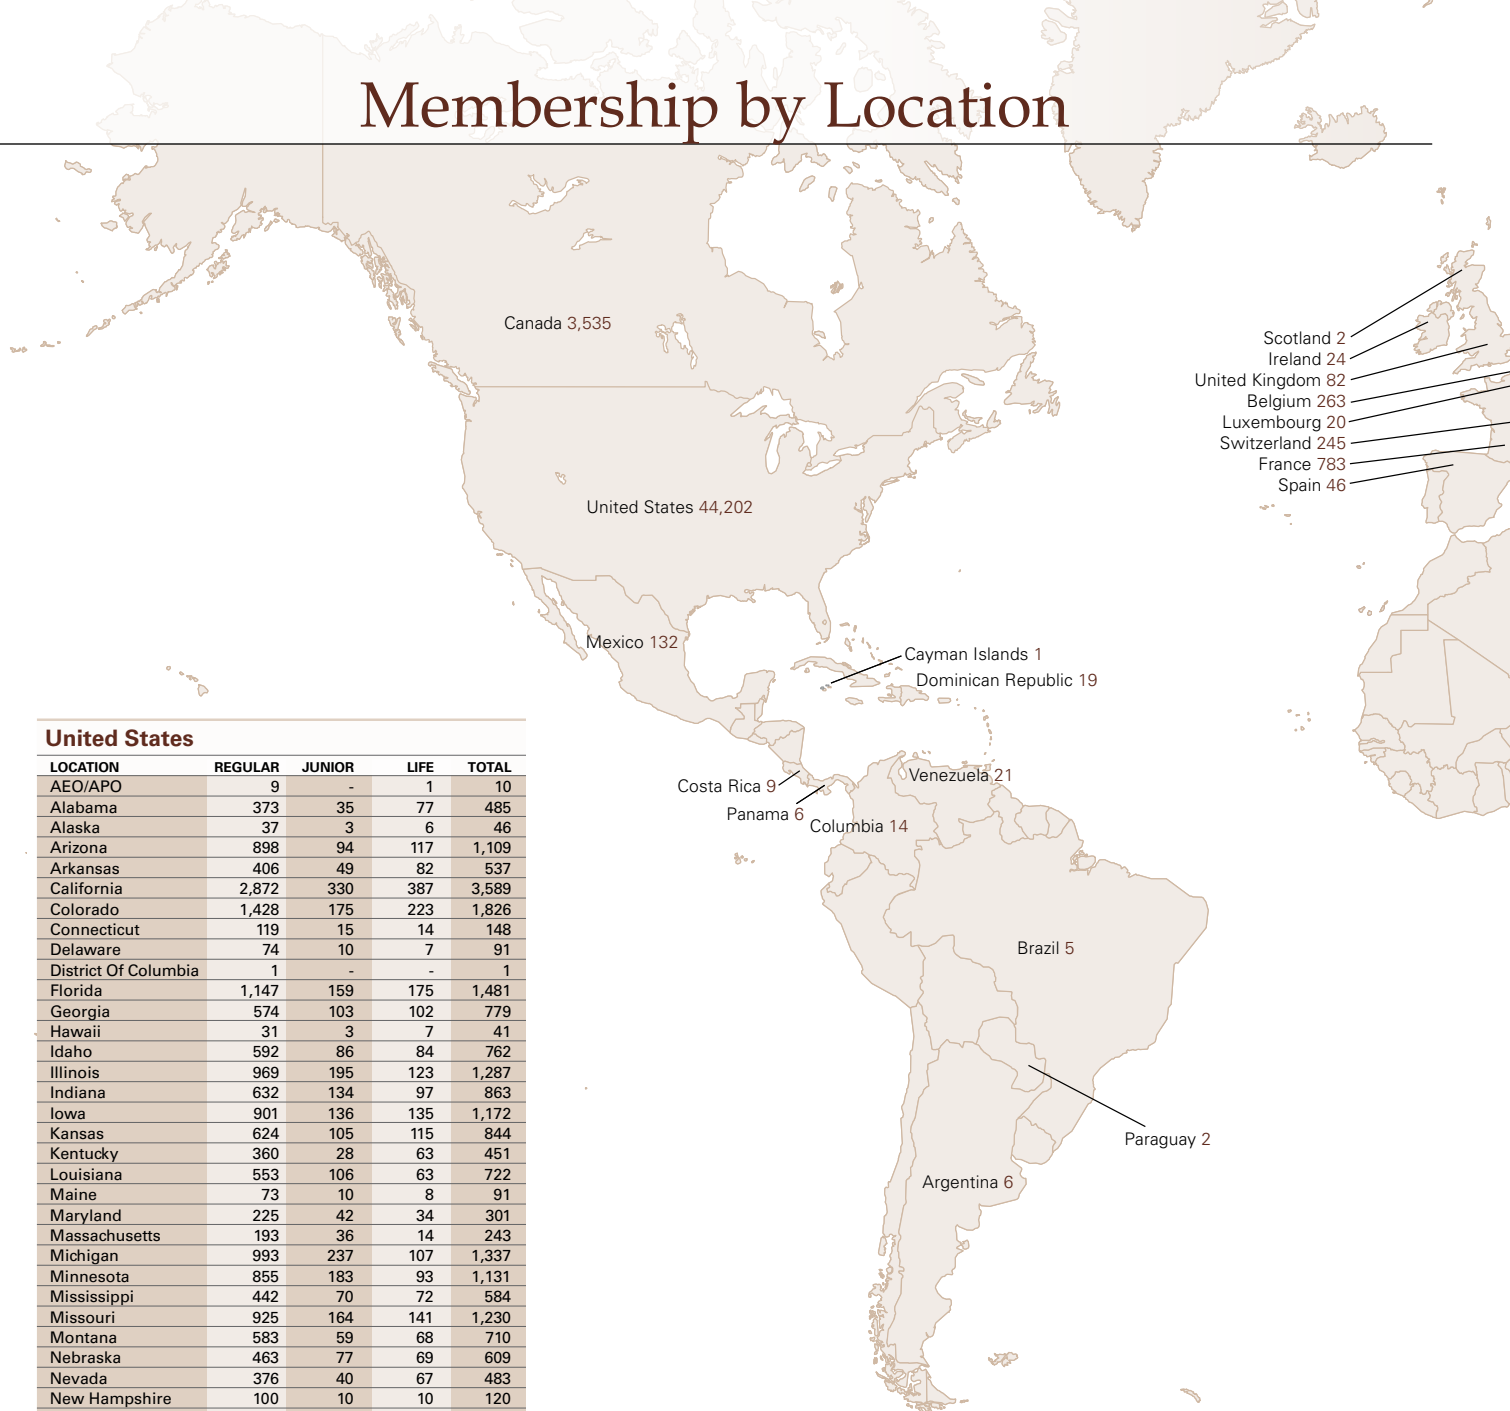 Membership by Location
Canada 3,535
Scotland 2
Ireland 24
United Kingdom 82
Belgium 263
Luxembourg 20
Switzerland 245
France 783
Spain 46
United States 44,202
Mexico 132
Cayman Islands 1
Dominican Republic 19
Costa Rica 9
Venezuela 21
Panama 6
Columbia 14
Brazil 5
Paraguay 2
Argentina 6
United States
LOCATION REGULAR JUNIOR LIFE TOTAL
AEO/APO 9 - 1 10
Alabama 373 35 77 485
Alaska 37 3 6 46
Arizona 898 94 117 1,109
Arkansas 406 49 82 537
California 2,872 330 387 3,589
Colorado 1,428 175 223 1,826
Connecticut 119 15 14 148
Delaware 74 10 7 91
District Of Columbia 1 - - 1
Florida 1,147 159 175 1,481
Georgia 574 103 102 779
Hawaii 31 3 7 41
Idaho 592 86 84 762
Illinois 969 195 123 1,287
Indiana 632 134 97 863
Iowa 901 136 135 1,172
Kansas 624 105 115 844
Kentucky 360 28 63 451
Louisiana 553 106 63 722
Maine 73 10 8 91
Maryland 225 42 34 301
Massachusetts 193 36 14 243
Michigan 993 237 107 1,337
Minnesota 855 183 93 1,131
Mississippi 442 70 72 584
Missouri 925 164 141 1,230
Montana 583 59 68 710
Nebraska 463 77 69 609
Nevada 376 40 67 483
New Hampshire 100 10 10 120